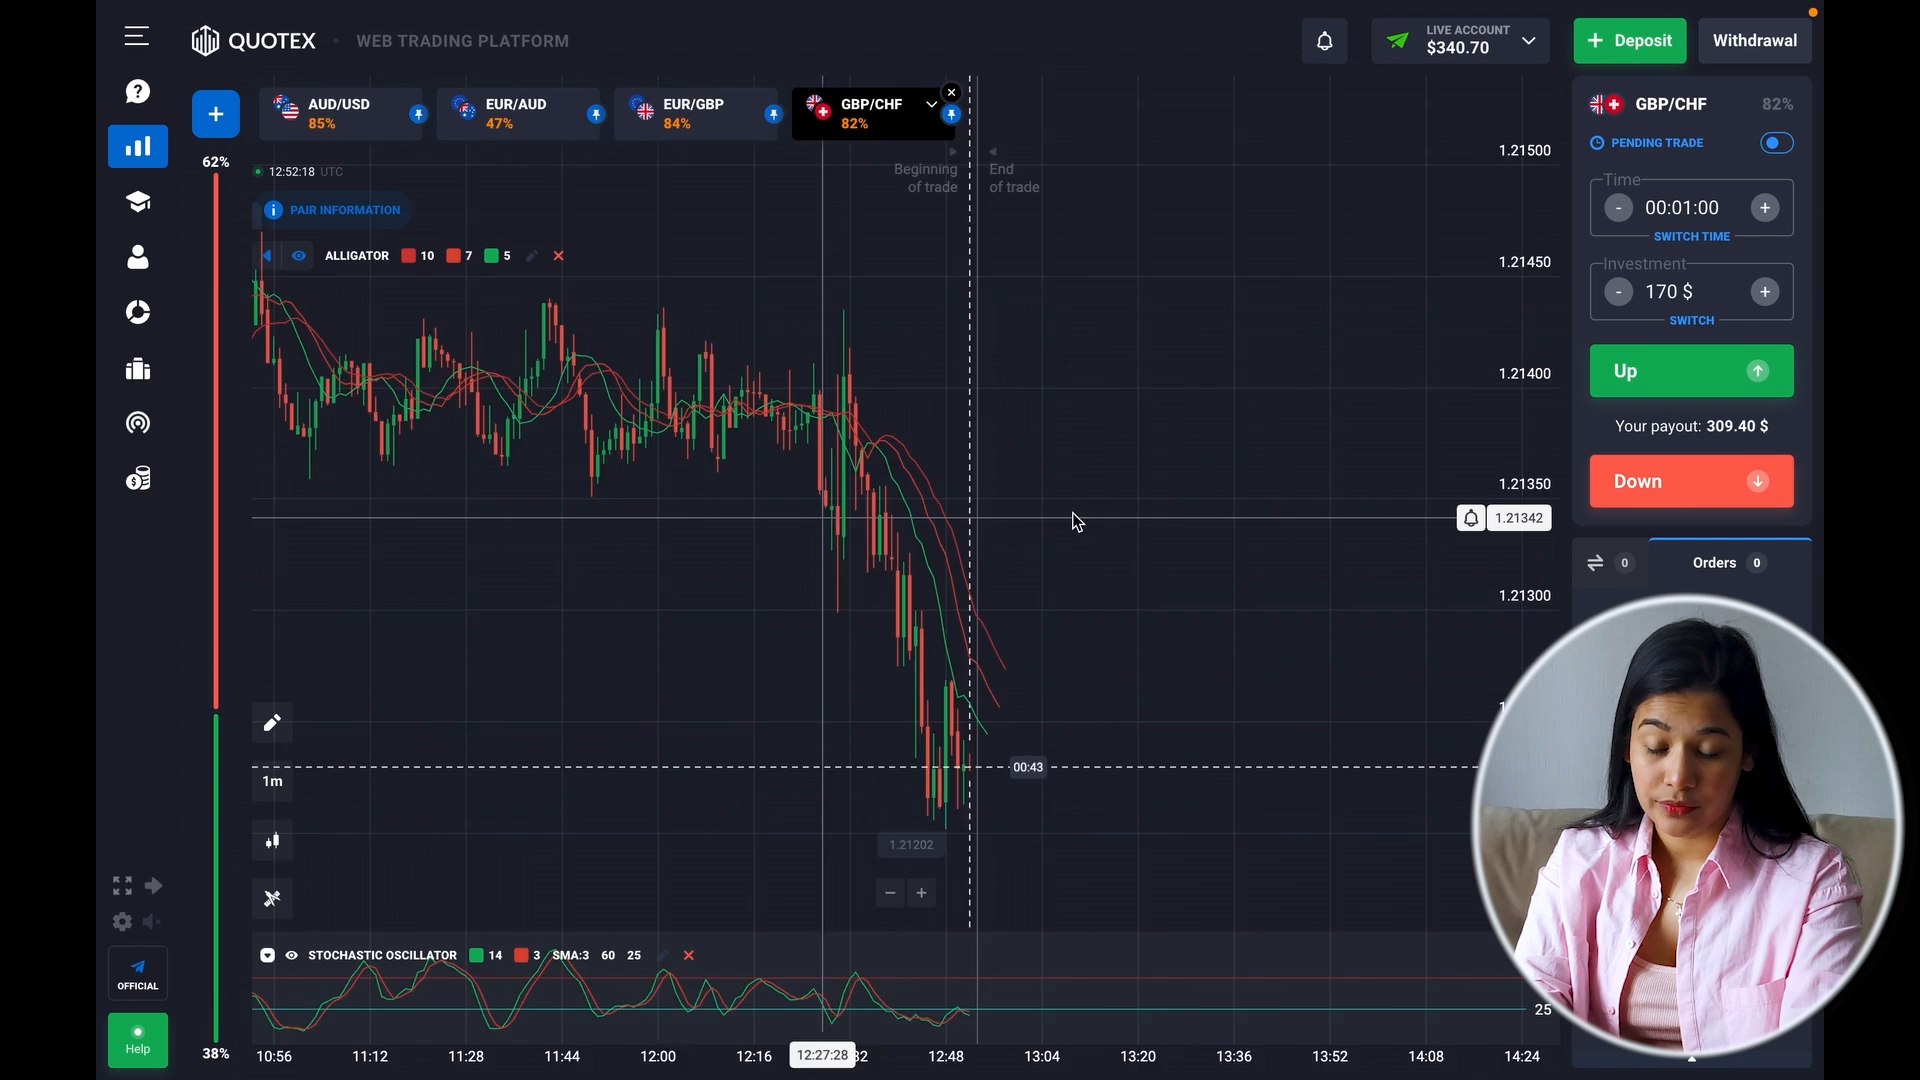 QUOTEX
WEB TRADING PLATFORM
LIVE ACCOUNT
$340.70
+ Deposit
Withdrawal
AUD/USD
85%
EUR/AUD
47%
EUR/GBP
84%
GBP/CHF
82%
62%
12:52:18 UTC
PAIR INFORMATION
ALLIGATOR 10 7 5
Beginning
of trade
End
of trade
1.21500
1.21450
1.21400
1.21350
1.21342
1.21300
00:43
1m
1.21202
STOCHASTIC OSCILLATOR 14 3 SMA:3 60 25
25
38%
10:56 11:12 11:28 11:44 12:00 12:16 12:27:28 32 12:48 13:04 13:20 13:36 13:52 14:08 14:24
OFFICIAL
Help
GBP/CHF 82%
PENDING TRADE
Time
- 00:01:00 +
SWITCH TIME
Investment
- 170 $ +
SWITCH
Up
Your payout: 309.40 $
Down
0
Orders 0